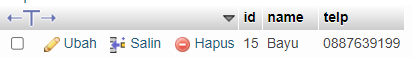 ←T→ id name telp
Ubah Salin Hapus 15 Bayu 0887639199